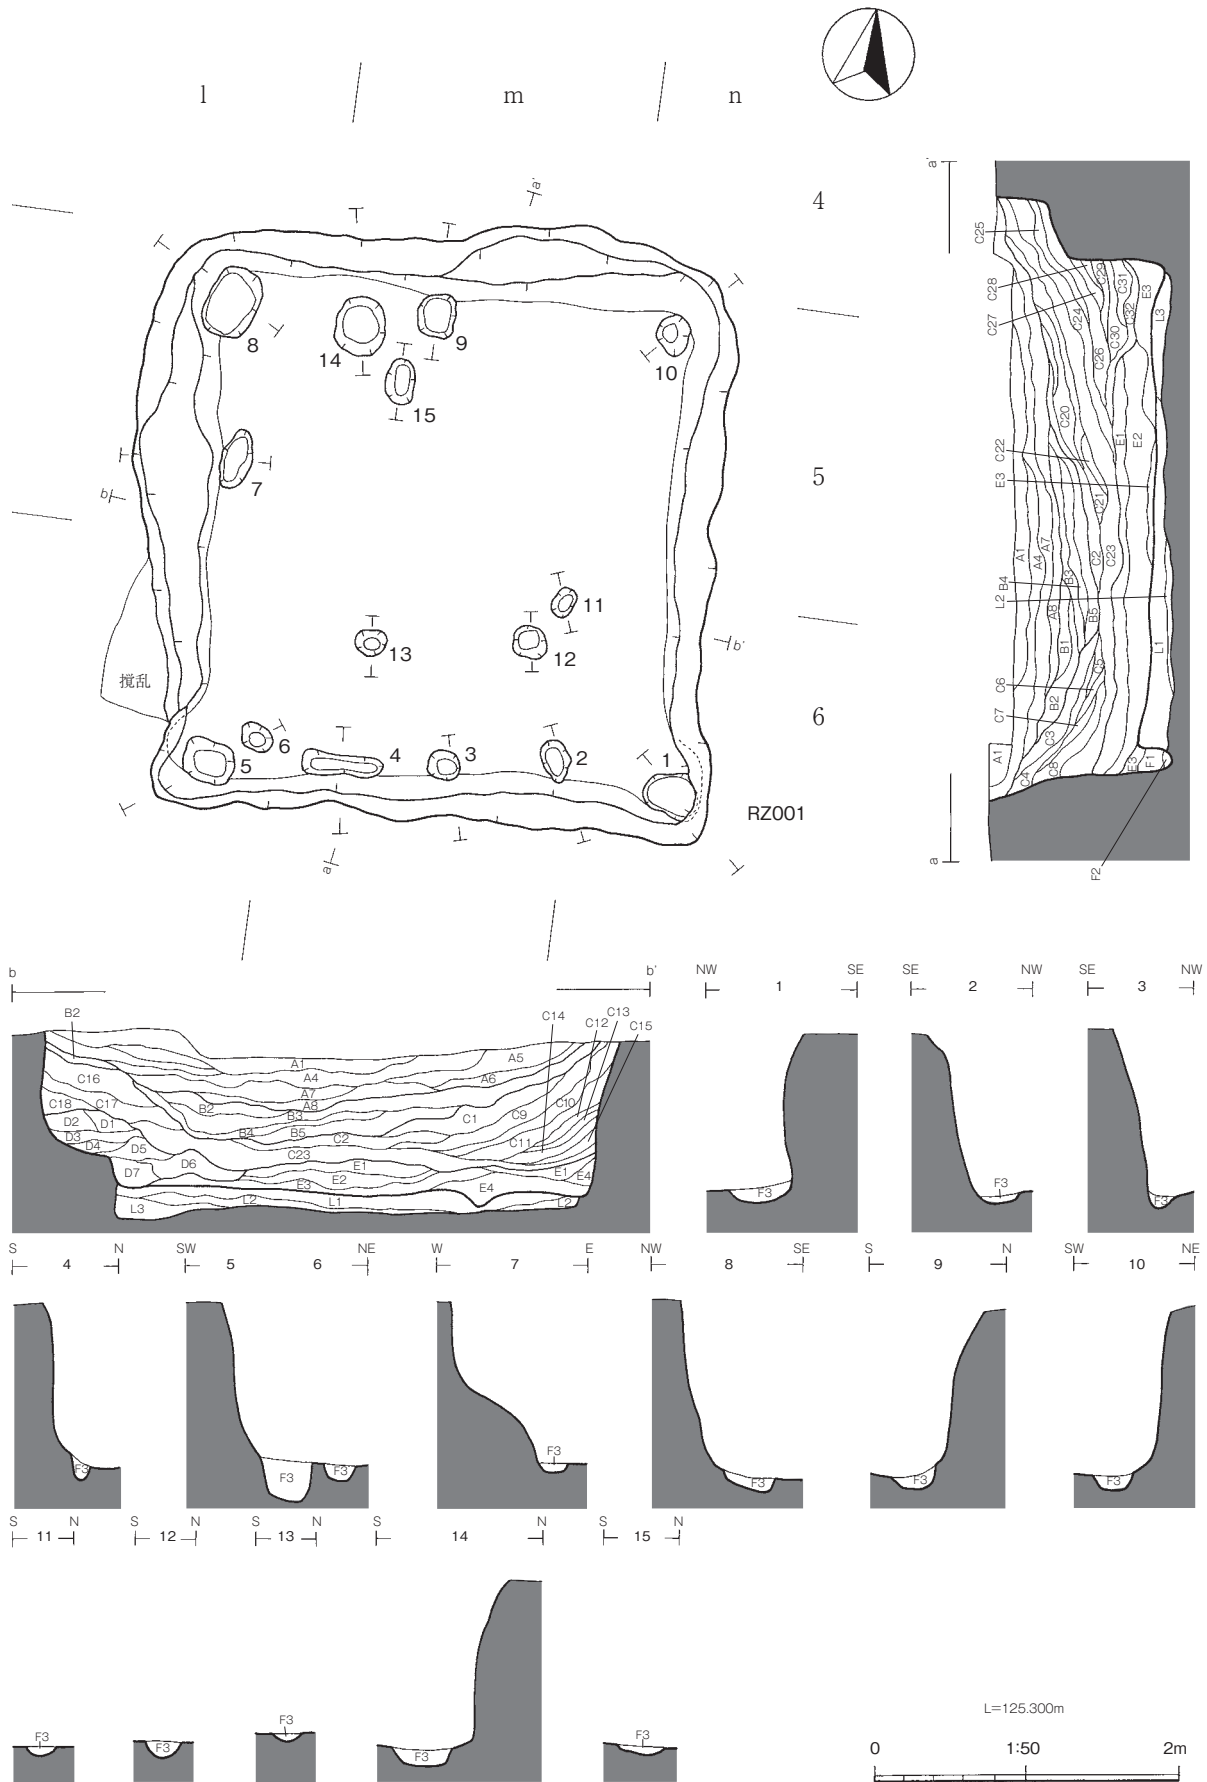 l m n
a'
4
8 14 9 10
15
7
b
5
11
12
13
b'
搅乱
6
6
5 4 3 2 1
RZ001
a
a'
C25
C28
C27
C29
C31
E3
C32
L3
C24
C30
C26
C20
C22
E3
E1
E2
C21
A1
A7
A4
B4
B3
C2
C23
L2
A8
B5
B1
L1
C5
C6
C7
B2
C3
A1
C4
C8
E3
F1
a
F2
b b' NW 1 SE SE 2 NW SE 3 NW
B2 C14 C12 C13 C15
A1 A5
A4 A6
C16 A7
C18 C17 B2 A8 C1 C9 C10
D2 D1 B3
D3 D4 D5 B4 B5 C2 C11
C23
D7 D6 E1 E1 E4
E3 E2 E4
L3 L2 L1 L2
F3 F3 F3
S 4 N SW 5 6 NE W 7 E NW 8 SE S 9 N SW 10 NE
F3 F3 F3 F3 F3 F3 F3
S 11 N S 12 N S 13 N S 14 N S 15 N
F3 F3 F3 F3 F3
L=125.300m
0 1:50 2m